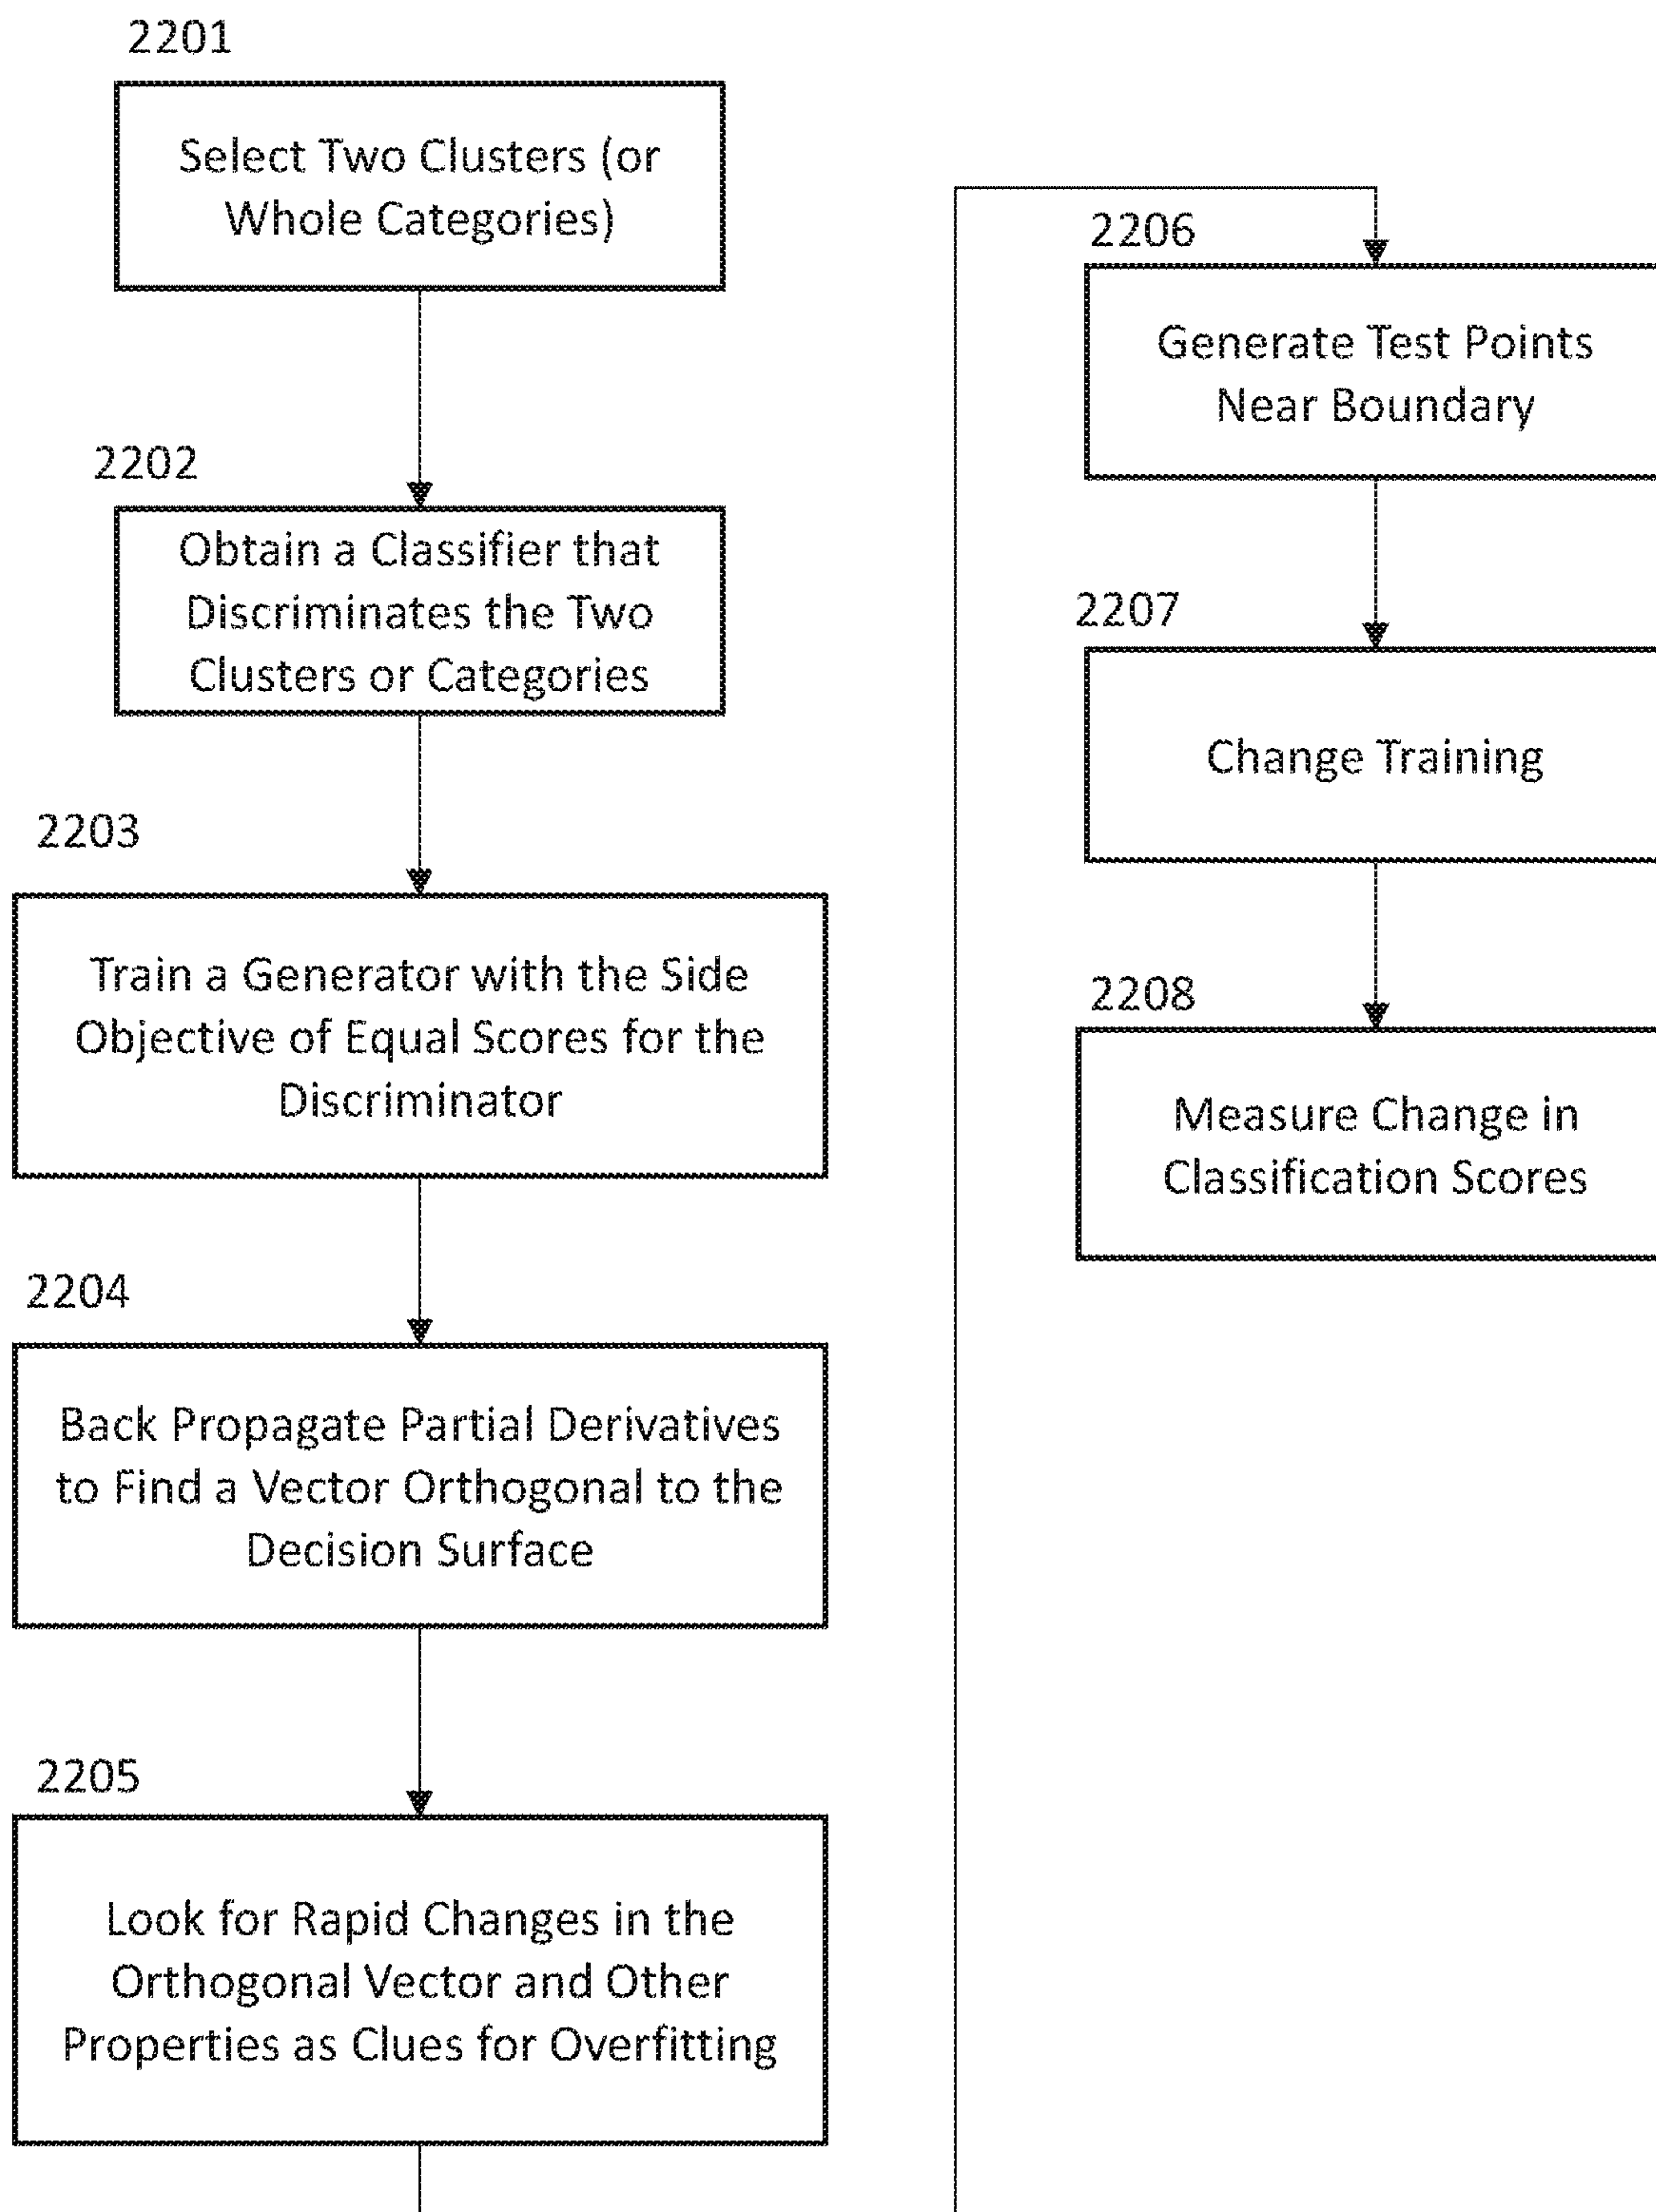 2201
Select Two Clusters (or
Whole Categories)
2202
Obtain a Classifier that
Discriminates the Two
Clusters or Categories
2203
Train a Generator with the Side
Objective of Equal Scores for the
Discriminator
2204
Back Propagate Partial Derivatives
to Find a Vector Orthogonal to the
Decision Surface
2205
Look for Rapid Changes in the
Orthogonal Vector and Other
Properties as Clues for Overfitting
2206
Generate Test Points
Near Boundary
2207
Change Training
2208
Measure Change in
Classification Scores